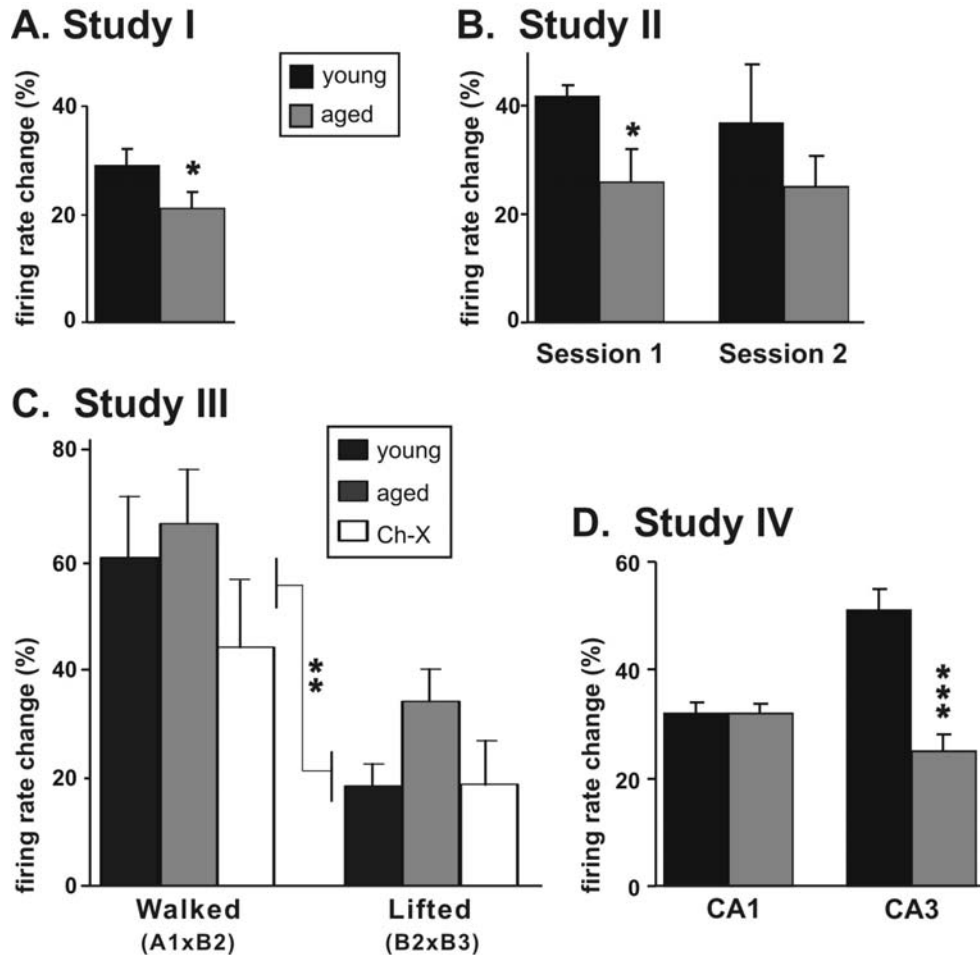 A. Study I
young
aged
firing rate change (%)
40
20
0
*
B. Study II
firing rate change (%)
40
20
0
*
Session 1
Session 2
C. Study III
young
aged
Ch-X
firing rate change (%)
80
60
40
20
0
**
Walked
(A1xB2)
Lifted
(B2xB3)
D. Study IV
firing rate change (%)
60
40
20
0
***
CA1
CA3